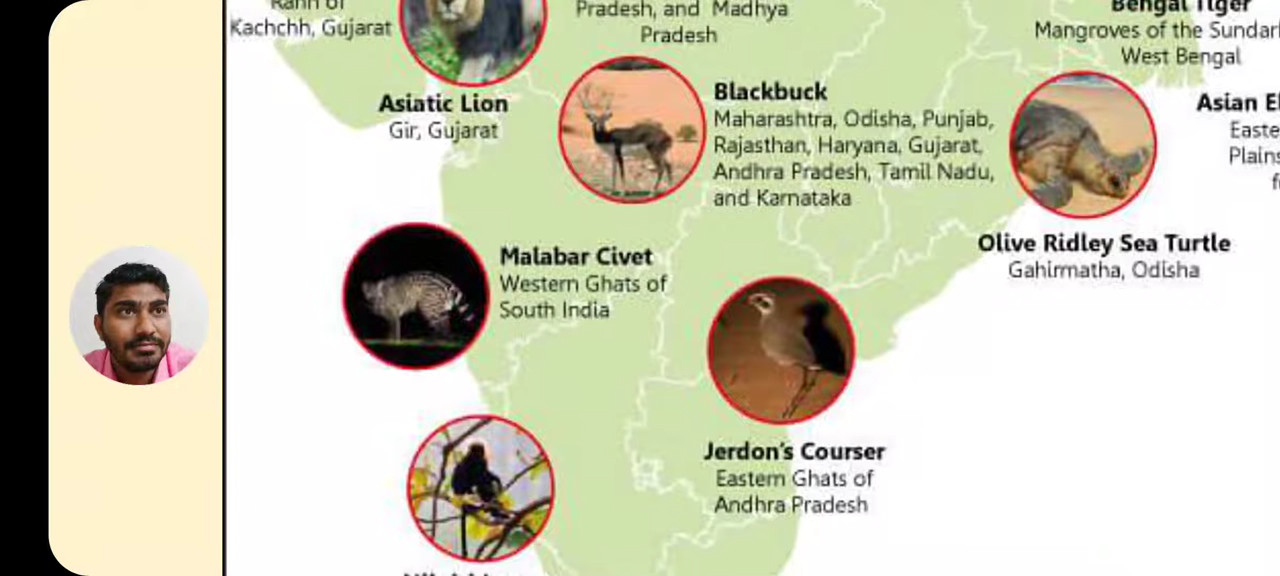 Kachchh, Gujarat
Pradesh, and Madhya
Pradesh
Bengal Tiger
Mangroves of the
West Bengal
Asiatic Lion
Gir, Gujarat
Blackbuck
Maharashtra, Odisha, Punjab,
Rajasthan, Haryana, Gujarat,
Andhra Pradesh, Tamil Nadu,
and Karnataka
Asian
Plains
Olive Ridley Sea Turtle
Gahirmatha, Odisha
Malabar Civet
Western Ghats of
South India
Jerdon's Courser
Eastern Ghats of
Andhra Pradesh